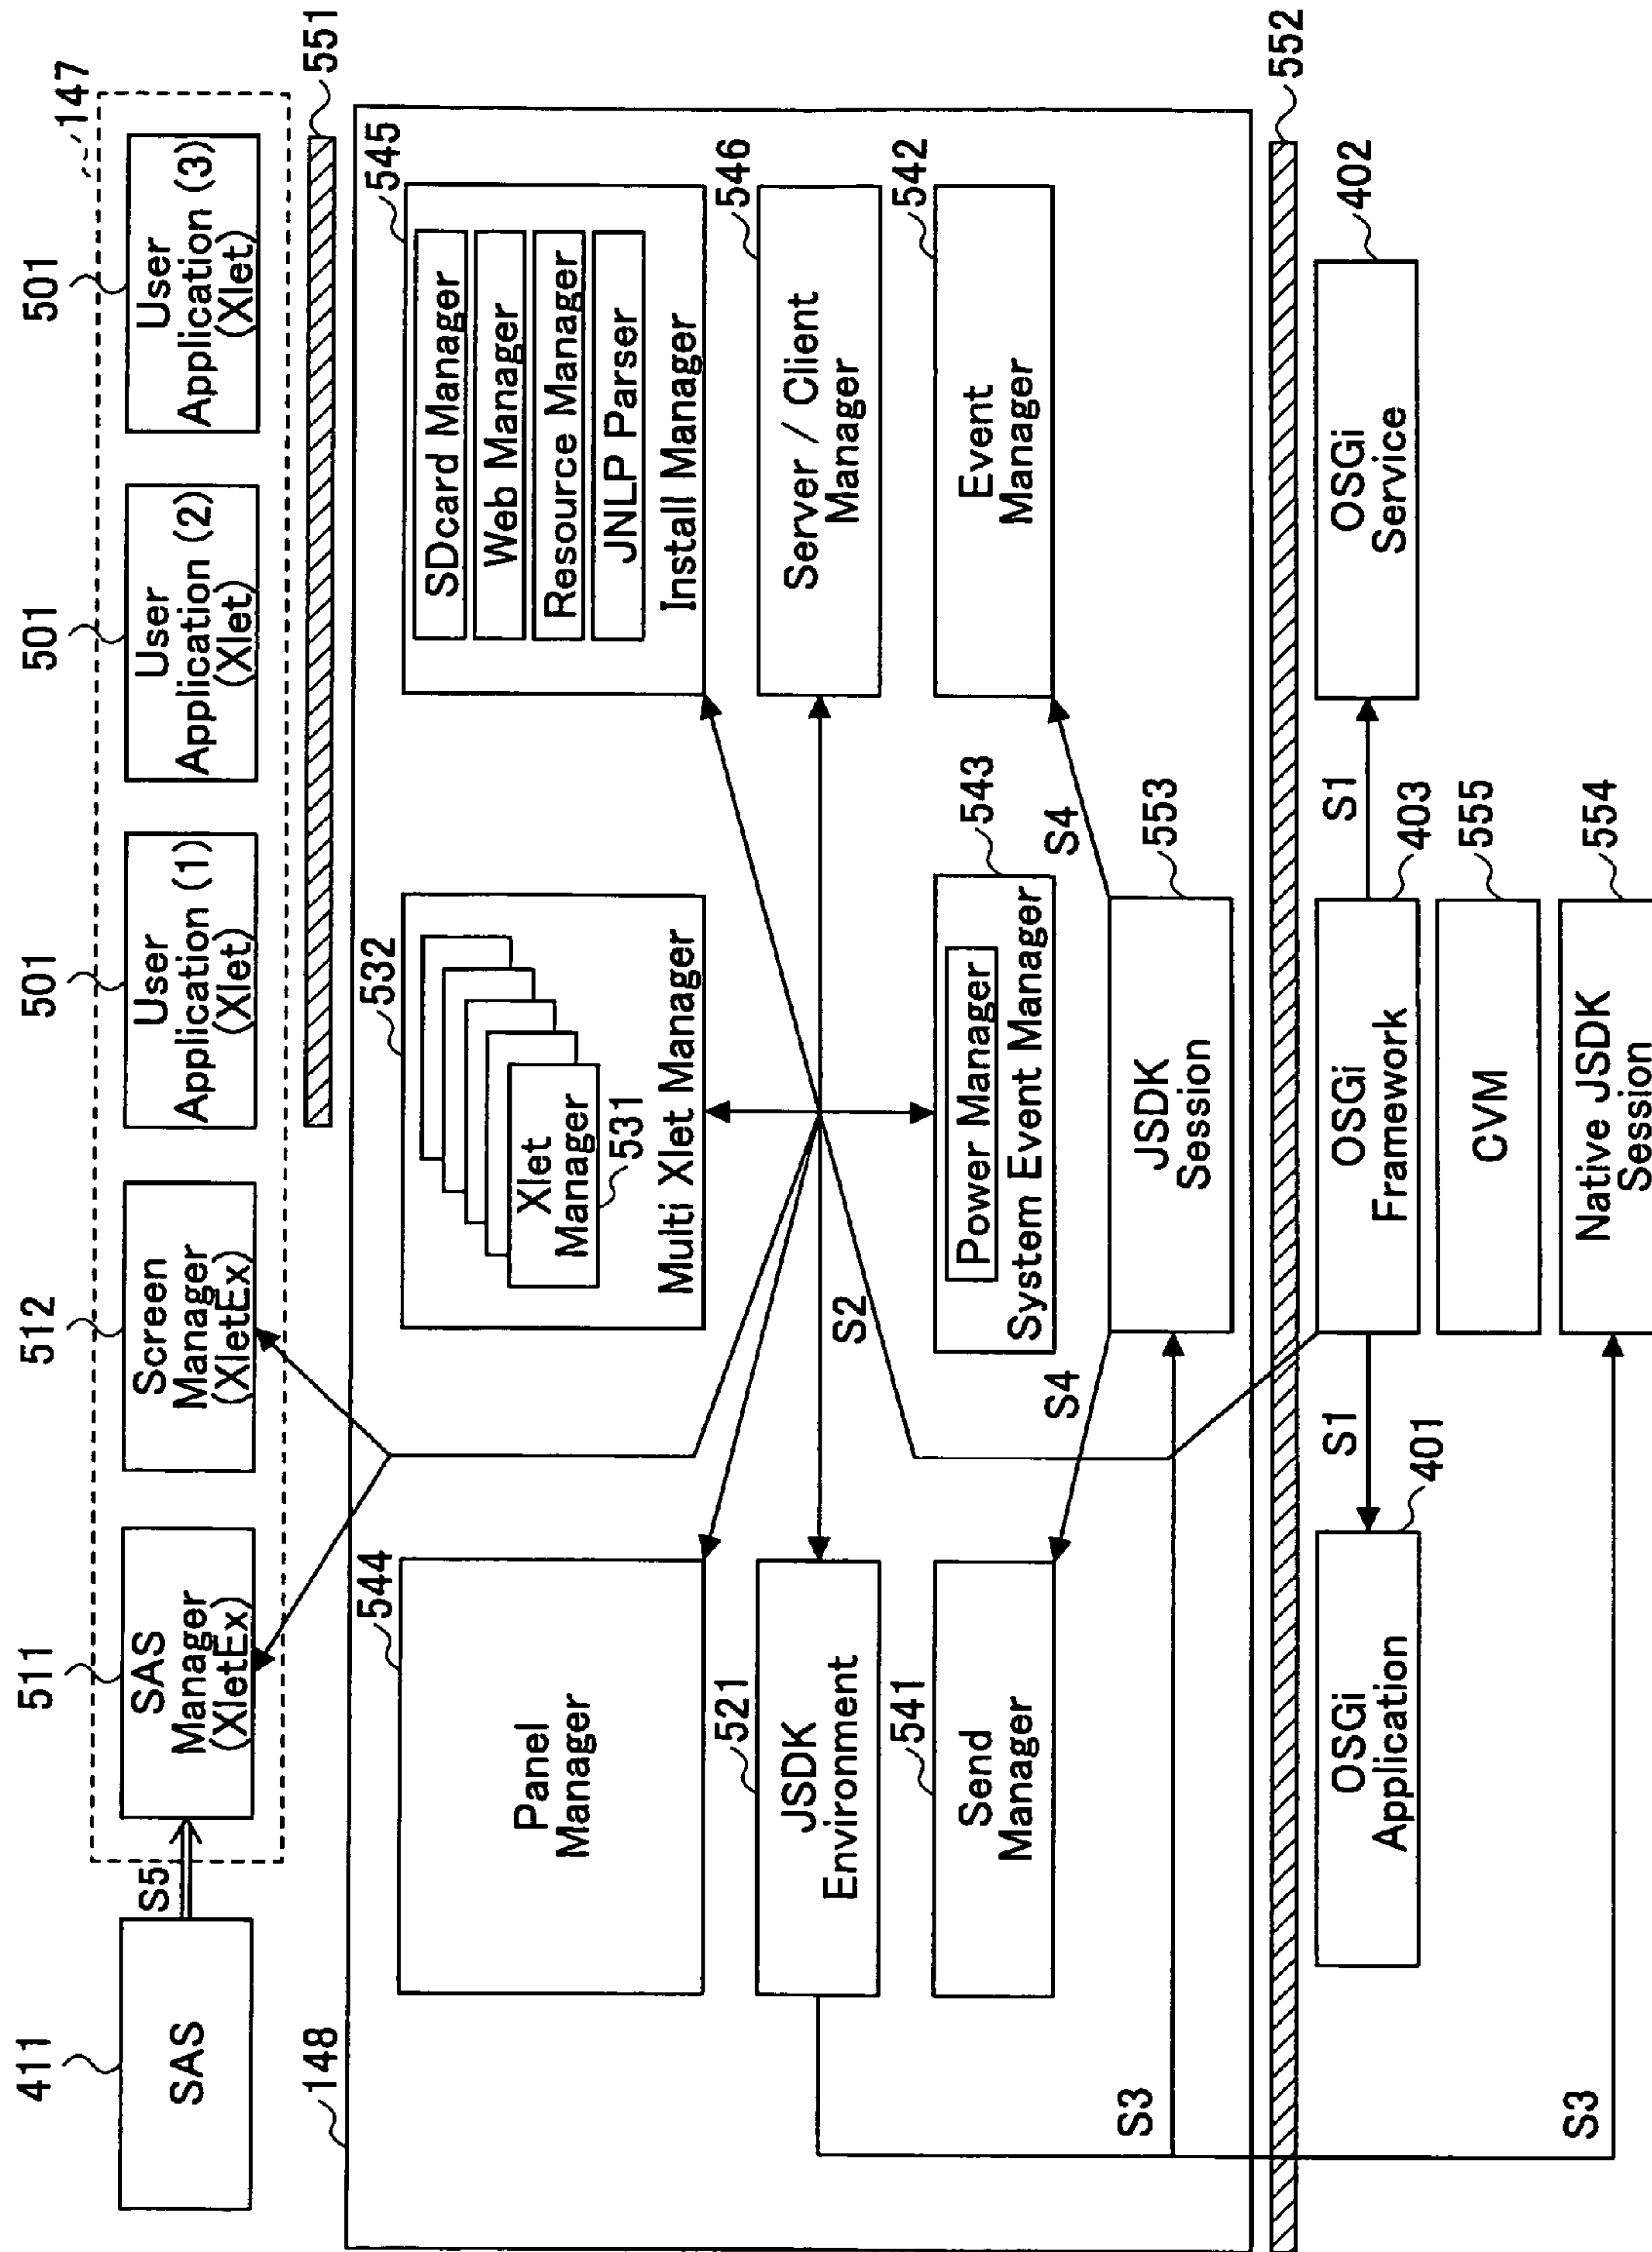 411
SAS
S5
511
SAS
Manager
(XletEx)
512
Screen
Manager
(XletEx)
501
User
Application (1)
(Xlet)
501
User
Application (2)
(Xlet)
501
User
Application (3)
(Xlet)
147
551
148
544
Panel
Manager
532
Xlet
Manager
531
Multi Xlet Manager
545
SDcard Manager
Web Manager
Resource Manager
JNLP Parser
Install Manager
521
JSDK
Environment
S2
546
Server / Client
Manager
541
Send
Manager
543
Power Manager
System Event Manager
542
Event
Manager
S4
S4
553
JSDK
Session
S3
552
401
OSGi
Application
S1
403
OSGi
Framework
S1
402
OSGi
Service
555
CVM
554
Native JSDK
Session
S3